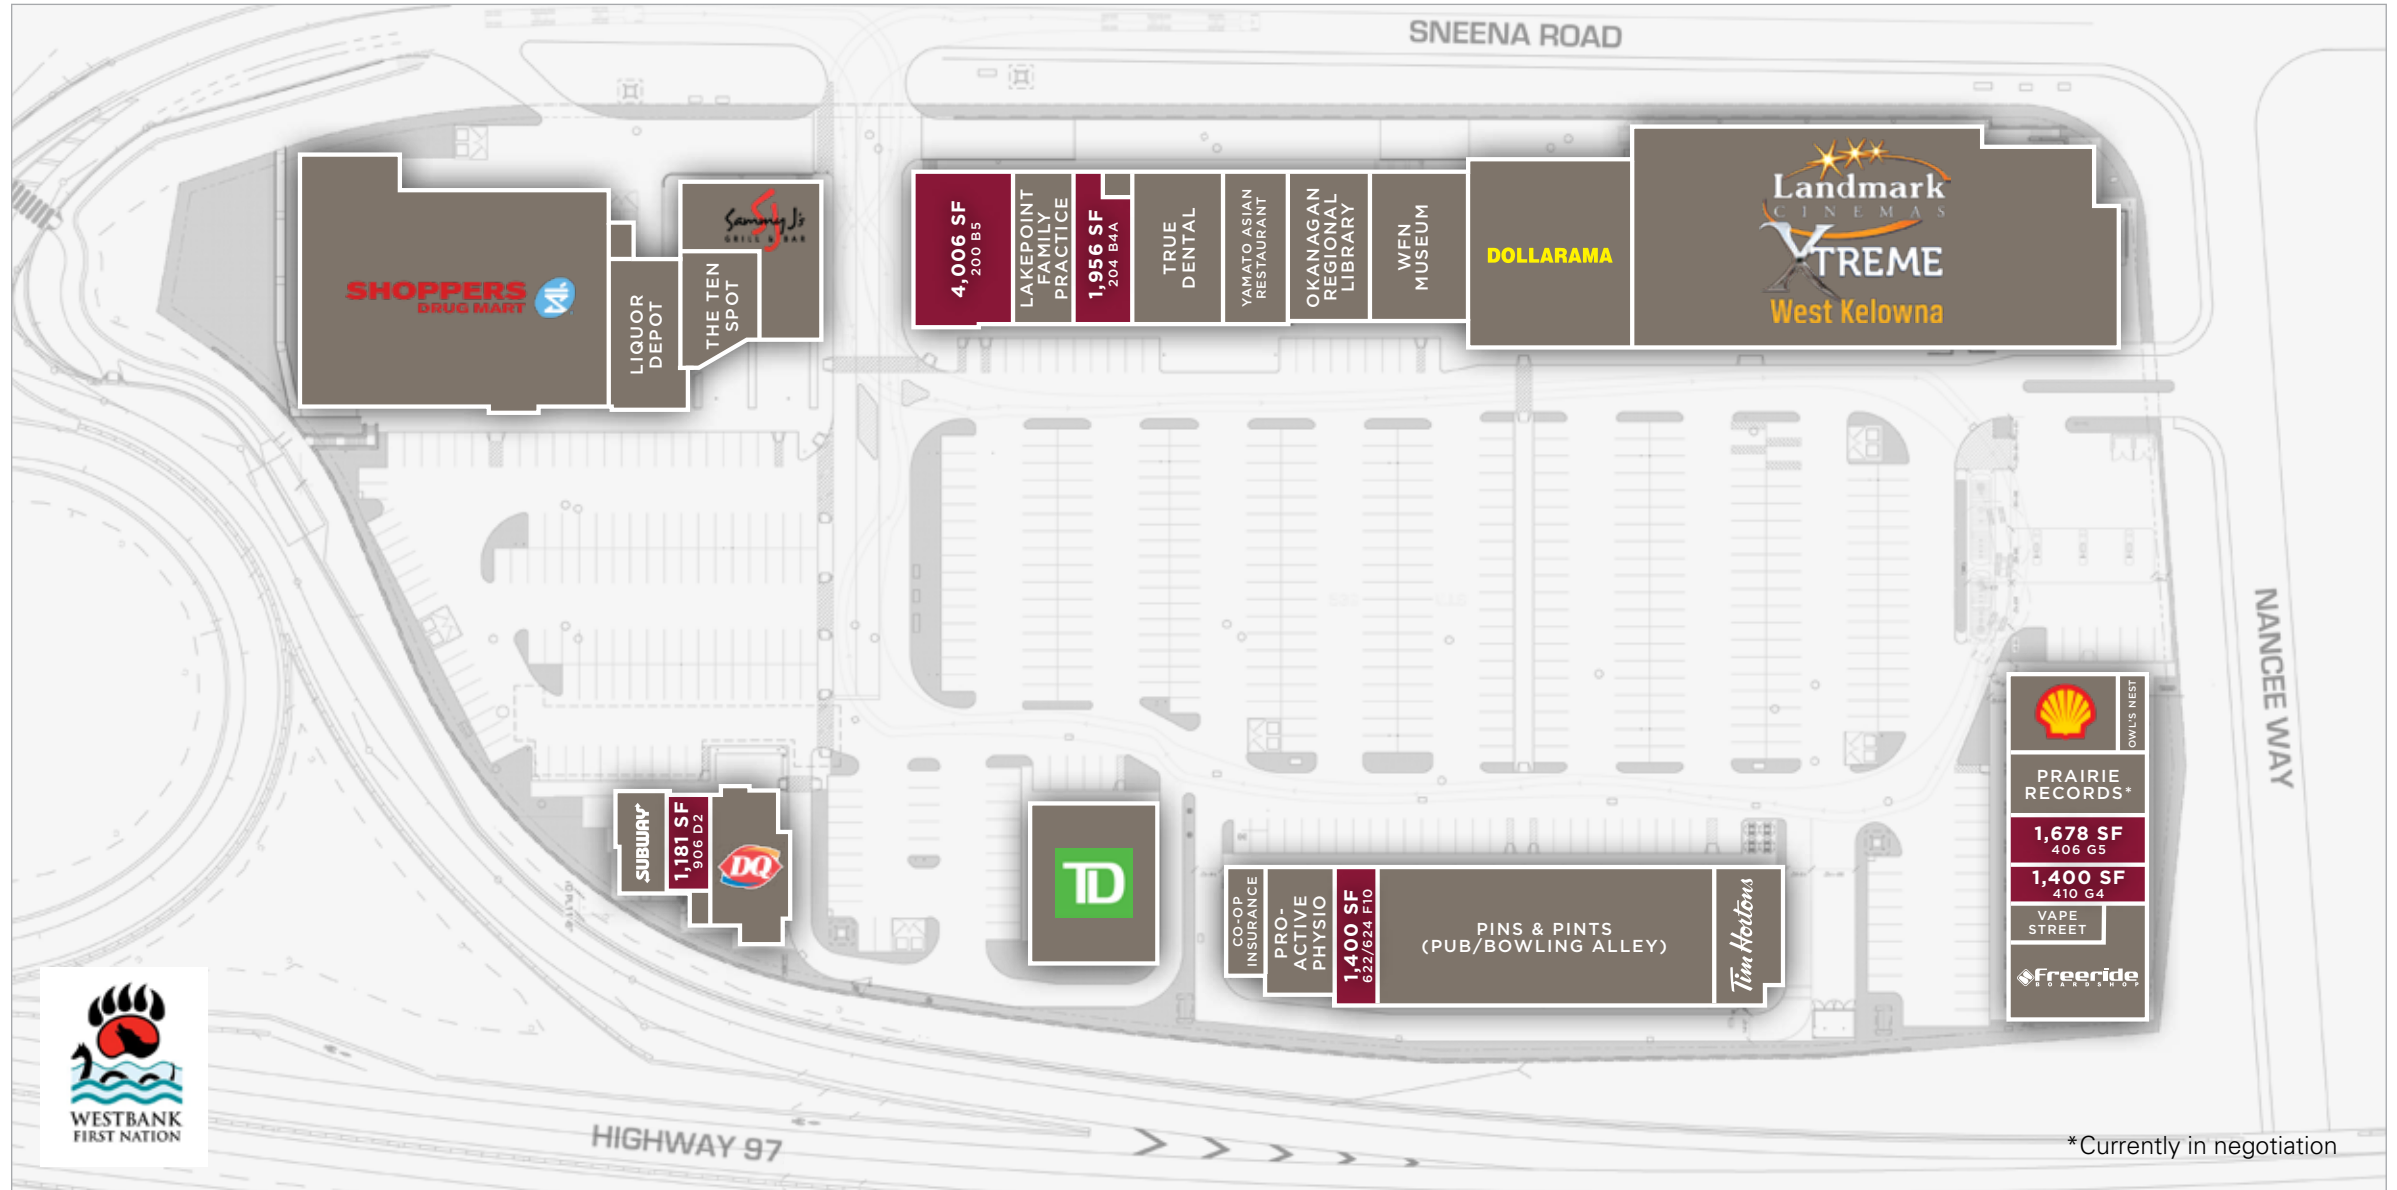 SNEENA ROAD
SHOPPERS
DRUG MART
LIQUOR
DEPOT
THE TEN
SPOT
Sammy J's
GRILL & BAR
4,006 SF
200 B5
LAKEPOINT
FAMILY
PRACTICE
1,956 SF
204 B4A
TRUE
DENTAL
YAMATO ASIAN
RESTAURANT
OKANAGAN
REGIONAL
LIBRARY
WFN
MUSEUM
DOLLARAMA
Landmark
CINEMAS
XTREME
West Kelowna
NANCEE WAY
OWL'S NEST
PRAIRIE
RECORDS*
1,678 SF
406 G5
1,400 SF
410 G4
VAPE
STREET
Freeride
BOARDSHOP
SUBWAY
1,181 SF
906 D2
DQ
TD
CO-OP
INSURANCE
PRO-
ACTIVE
PHYSIO
1,400 SF
622/624 F10
PINS & PINTS
(PUB/BOWLING ALLEY)
Tim Hortons
WESTBANK
FIRST NATION
HIGHWAY 97
*Currently in negotiation